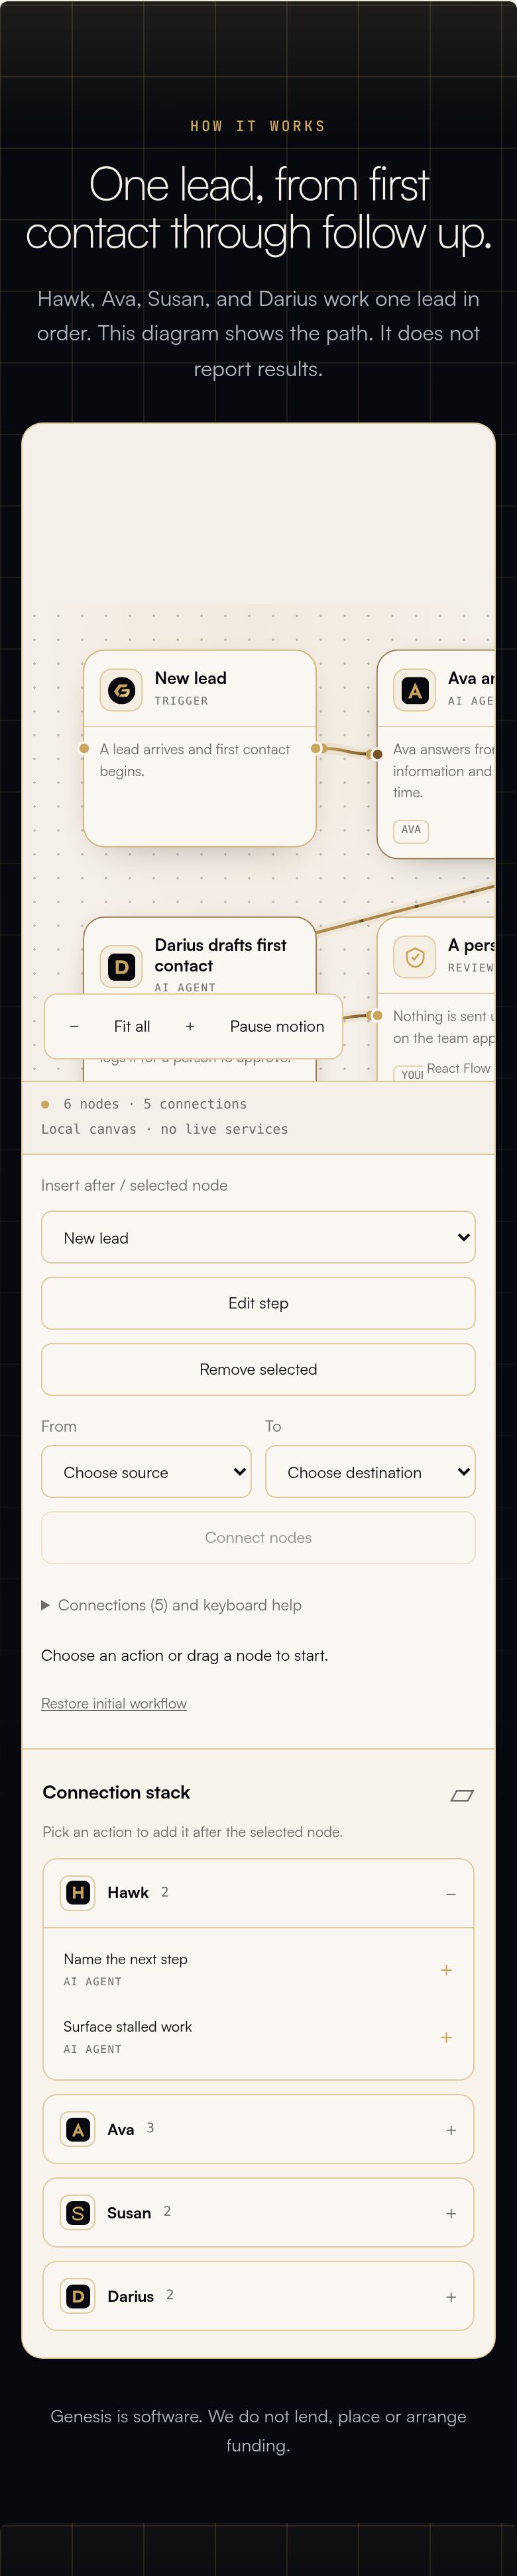 HOW IT WORKS
One lead, from first
contact through follow up.
Hawk, Ava, Susan, and Darius work one lead in
order. This diagram shows the path. It does not
report results.
New lead
TRIGGER
A lead arrives and first contact
begins.
A
Ava
AI AGE
Ava answers
information and
time.
AVA
D
Darius drafts first
contact
AI AGENT
logs it for a person to approve.
A
REVIEW
Nothing is sent
on the team
YOU
React Flow
−
Fit all
+
Pause motion
6 nodes · 5 connections
Local canvas · no live services
Insert after / selected node
New lead
Edit step
Remove selected
From
To
Choose source
Choose destination
Connect nodes
Connections (5) and keyboard help
Choose an action or drag a node to start.
Restore initial workflow
Connection stack
Pick an action to add it after the selected node.
H
Hawk 2
−
Name the next step
AI AGENT
+
Surface stalled work
AI AGENT
+
A
Ava 3
+
S
Susan 2
+
D
Darius 2
+
Genesis is software. We do not lend, place or arrange
funding.